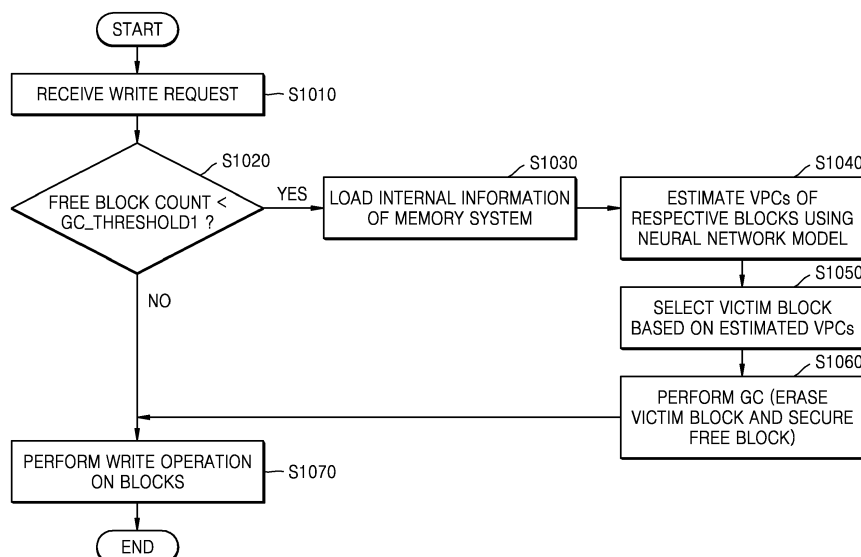 START
RECEIVE WRITE REQUEST
S1010
S1020
FREE BLOCK COUNT <
GC_THRESHOLD1 ?
YES
NO
S1030
LOAD INTERNAL INFORMATION
OF MEMORY SYSTEM
S1040
ESTIMATE VPCs OF
RESPECTIVE BLOCKS USING
NEURAL NETWORK MODEL
S1050
SELECT VICTIM BLOCK
BASED ON ESTIMATED VPCs
S1060
PERFORM GC (ERASE
VICTIM BLOCK AND SECURE
FREE BLOCK)
PERFORM WRITE OPERATION
ON BLOCKS
S1070
END